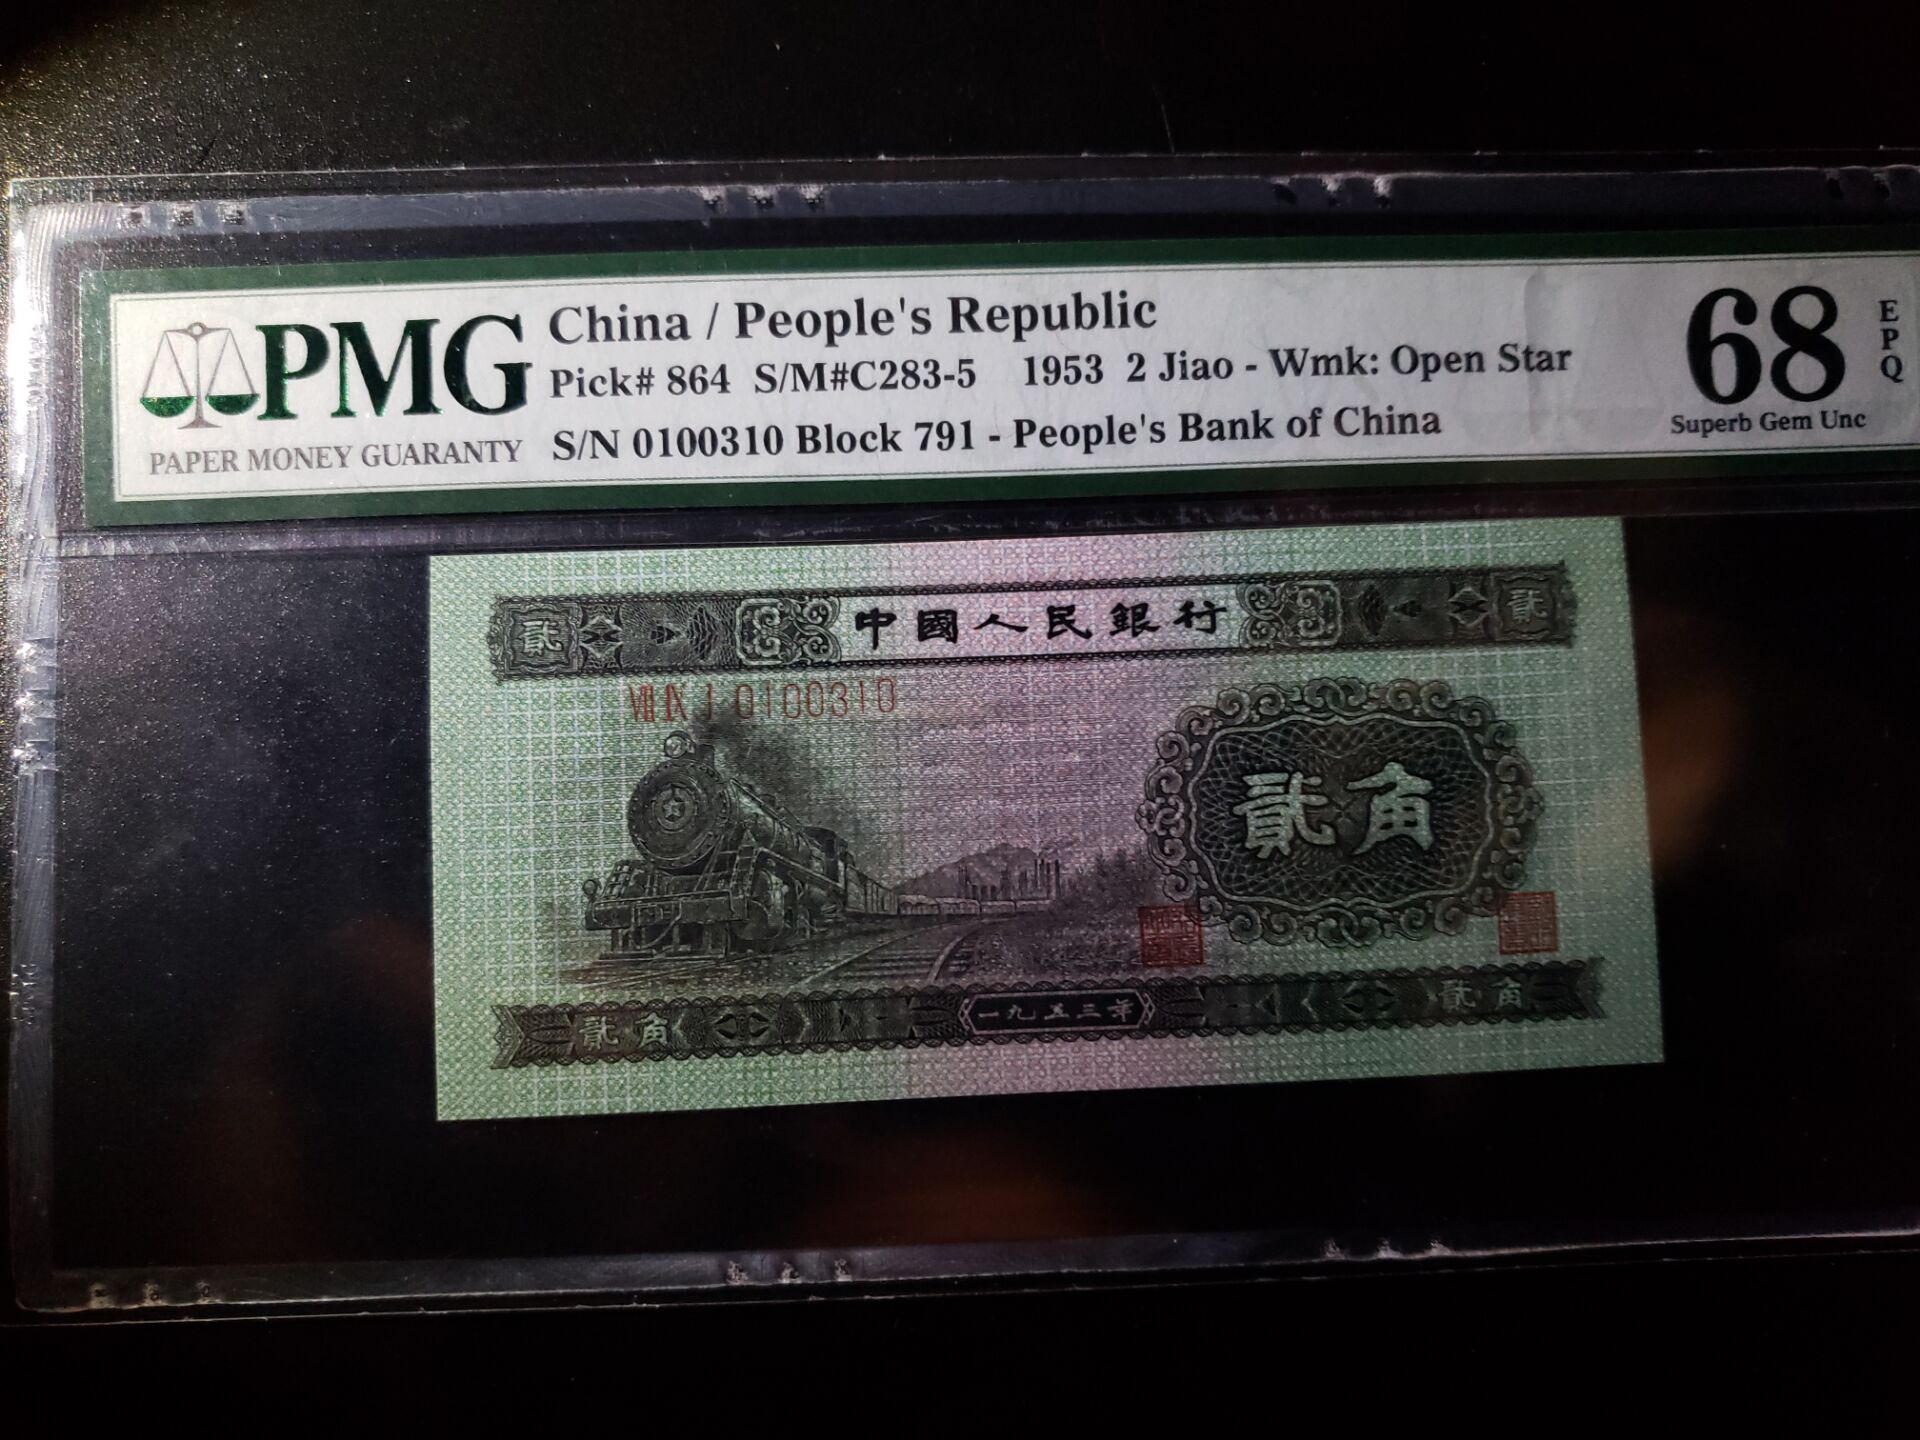 PMG
PAPER MONEY GUARANTY
China / People's Republic
Pick# 864 S/M#C283-5 1953 2 Jiao - Wmk: Open Star
S/N 0100310 Block 791 - People's Bank of China
68
EPQ
Superb Gem Unc
貳 中國人民銀行 貳
VII IX I 0100310
貳角
貳角 一九五三年 貳角